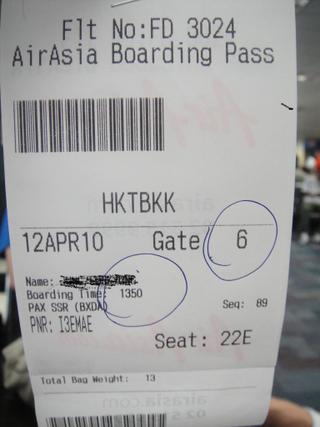 Flt No:FD 3024
AirAsia Boarding Pass
HKTBKK
12APR10 Gate 6
Name:
Boarding Time: 1350
PAX SSR (BXDA) Seq: 89
PNR: I3EMAE
Seat: 22E
Total Bag Weight: 13
airasia.com